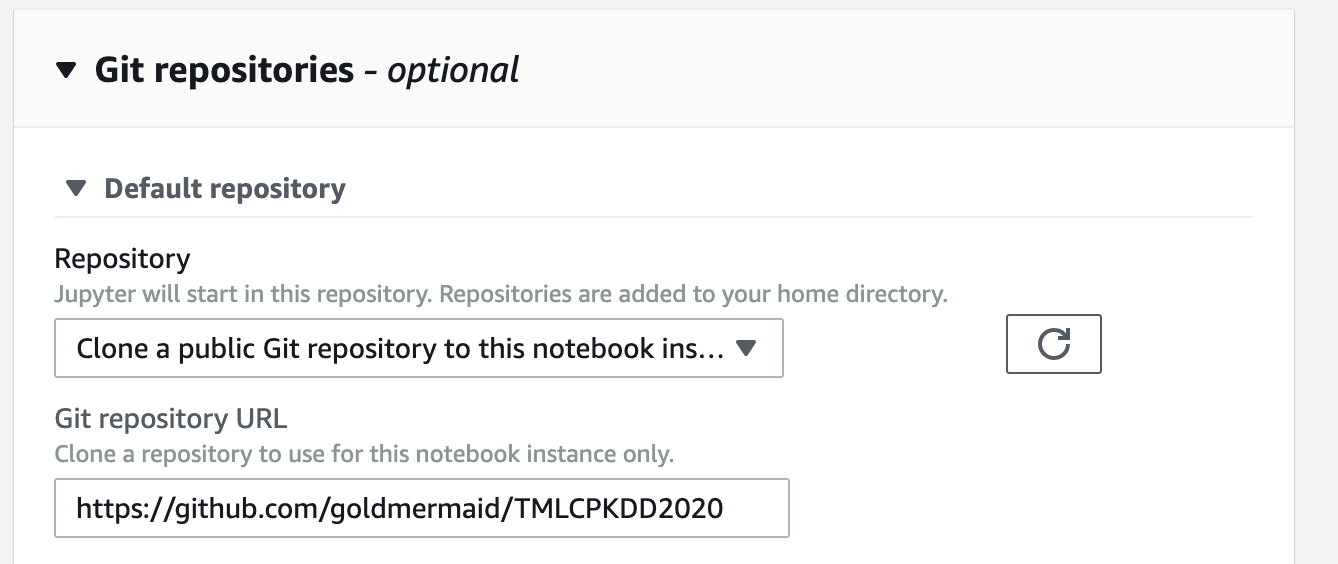 Git repositories - optional
Default repository
Repository
Jupyter will start in this repository. Repositories are added to your home directory.
Clone a public Git repository to this notebook ins...
Git repository URL
Clone a repository to use for this notebook instance only.
https://github.com/goldmermaid/TMLCPKDD2020